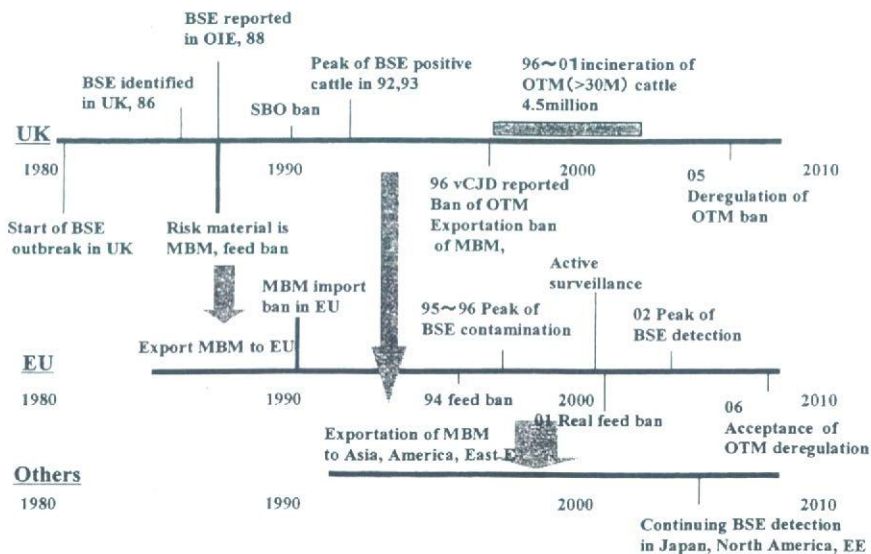 BSE reported
in OIE, 88
BSE identified
in UK, 86
SBO ban
Peak of BSE positive
cattle in 92,93
96～01 incineration of
OTM(>30M) cattle
4.5million
UK
1980
1990
2000
2010
Start of BSE
outbreak in UK
Risk material is
MBM, feed ban
96 vCJD reported
Ban of OTM
Exportation ban
of MBM,
05
Deregulation of
OTM ban
MBM import
ban in EU
Export MBM to EU
95～96 Peak of
BSE contamination
Active
surveillance
02 Peak of
BSE detection
EU
1980
1990
94 feed ban
2000
01 Real feed ban
2010
06
Acceptance of
OTM deregulation
Exportation of MBM
to Asia, America, East E
Others
1980
1990
2000
2010
Continuing BSE detection
in Japan, North America, EE